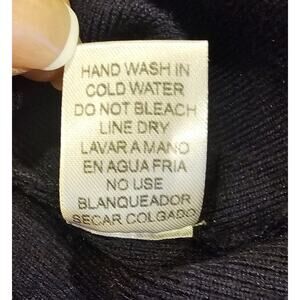 HAND WASH IN
COLD WATER
DO NOT BLEACH
LINE DRY
LAVAR A MANO
EN AGUA FRIA
NO USE
BLANQUEADOR
SECAR COLGADO